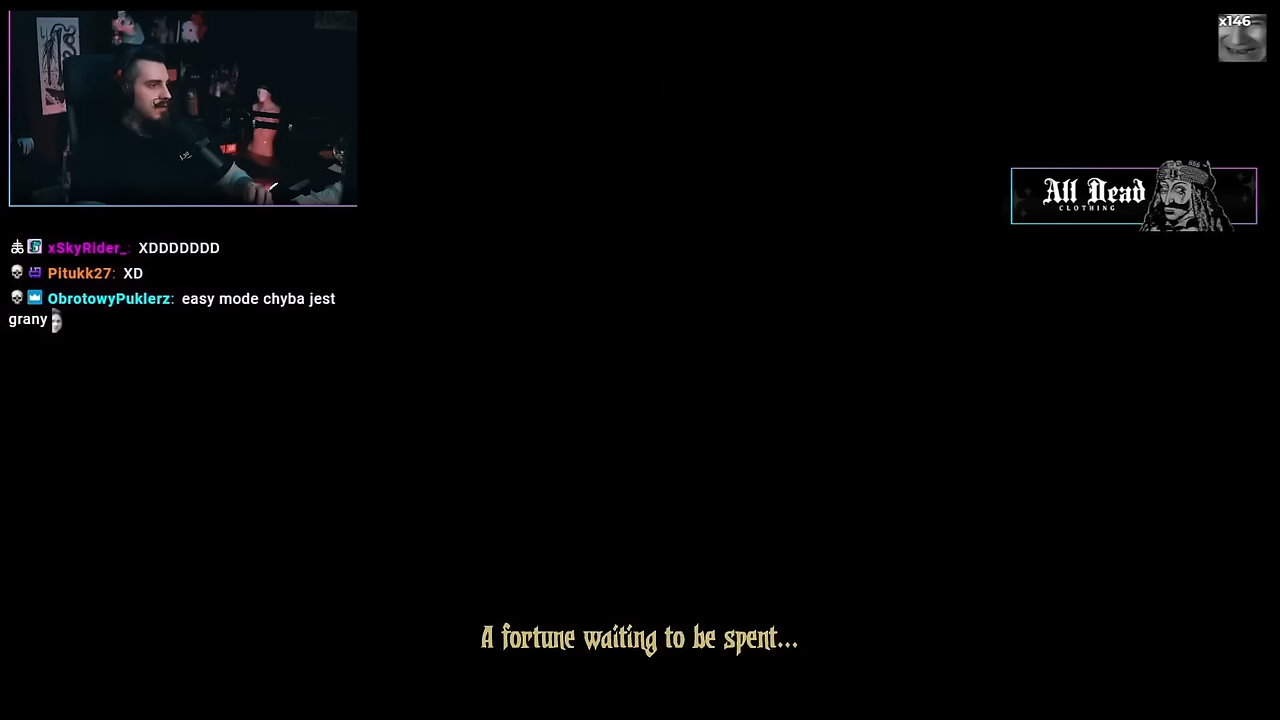 x146
All Dead
CLOTHING
xSkyRider_: XDDDDDDD
Pitukk27: XD
ObrotowyPuklerz: easy mode chyba jest
grany
A fortune waiting to be spent...